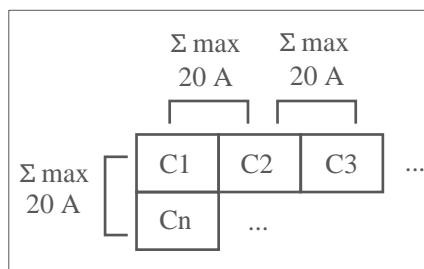 Σ max Σ max
20 A 20 A
C1 C2 C3 ...
Σ max
20 A
Cn ...